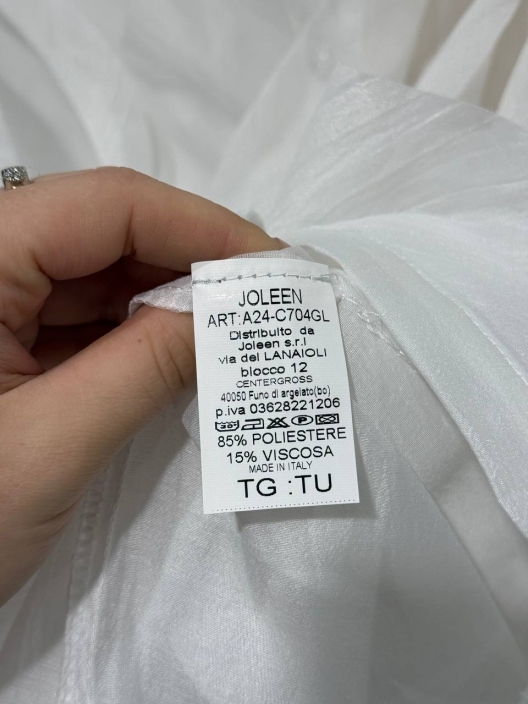 JOLEEN
ART:A24-C704GL
Distribuito da
Joleen s.r.l
via dei LANAIOLI
blocco 12
CENTERGROSS
40050 Funo di argelato(bo)
p.iva 03628221206
30°
85% POLIESTERE
15% VISCOSA
MADE IN ITALY
TG :TU